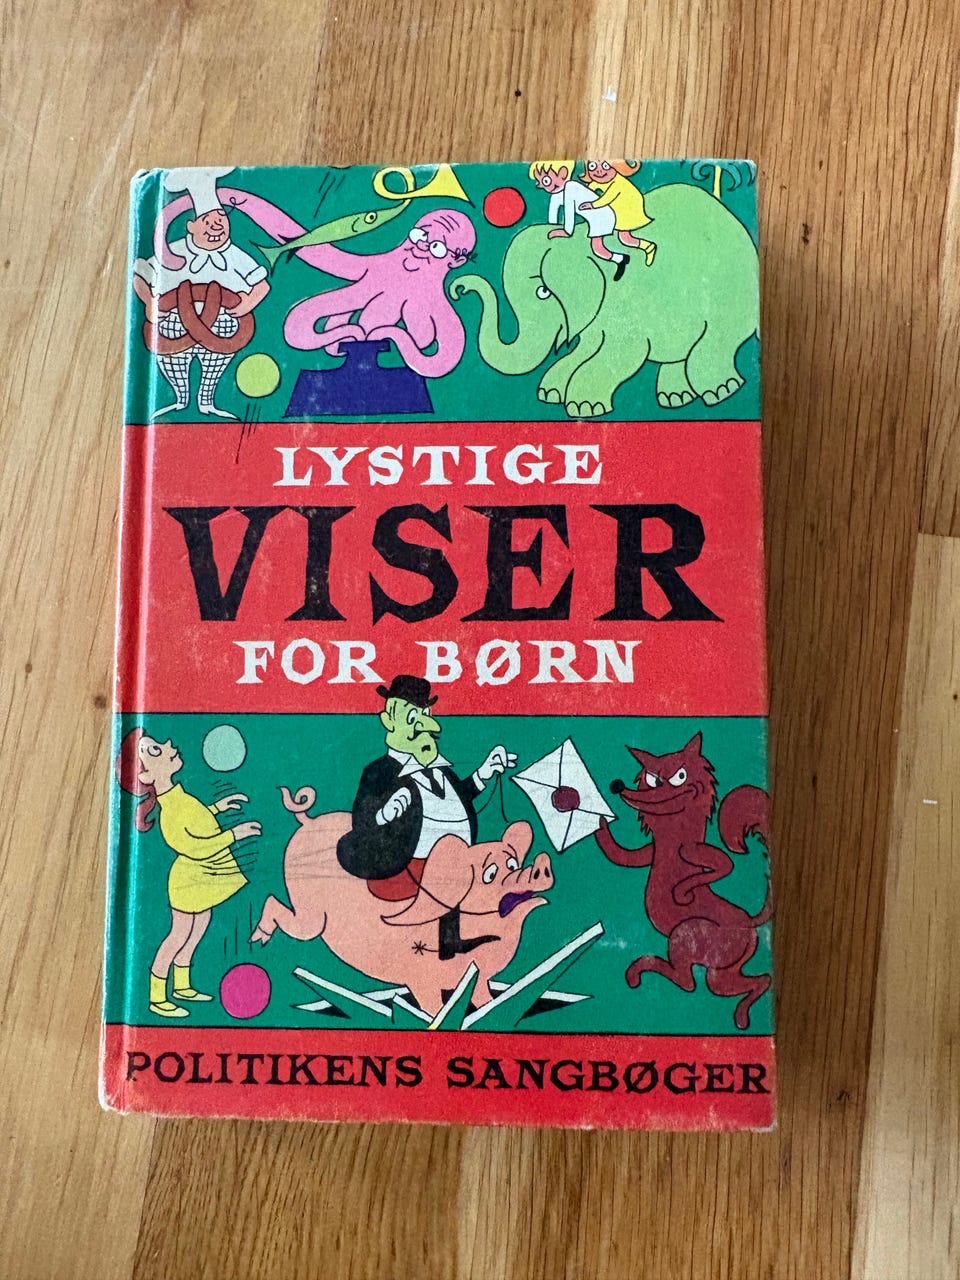 LYSTIGE
VISER
FOR BØRN
POLITIKENS SANGBØGER